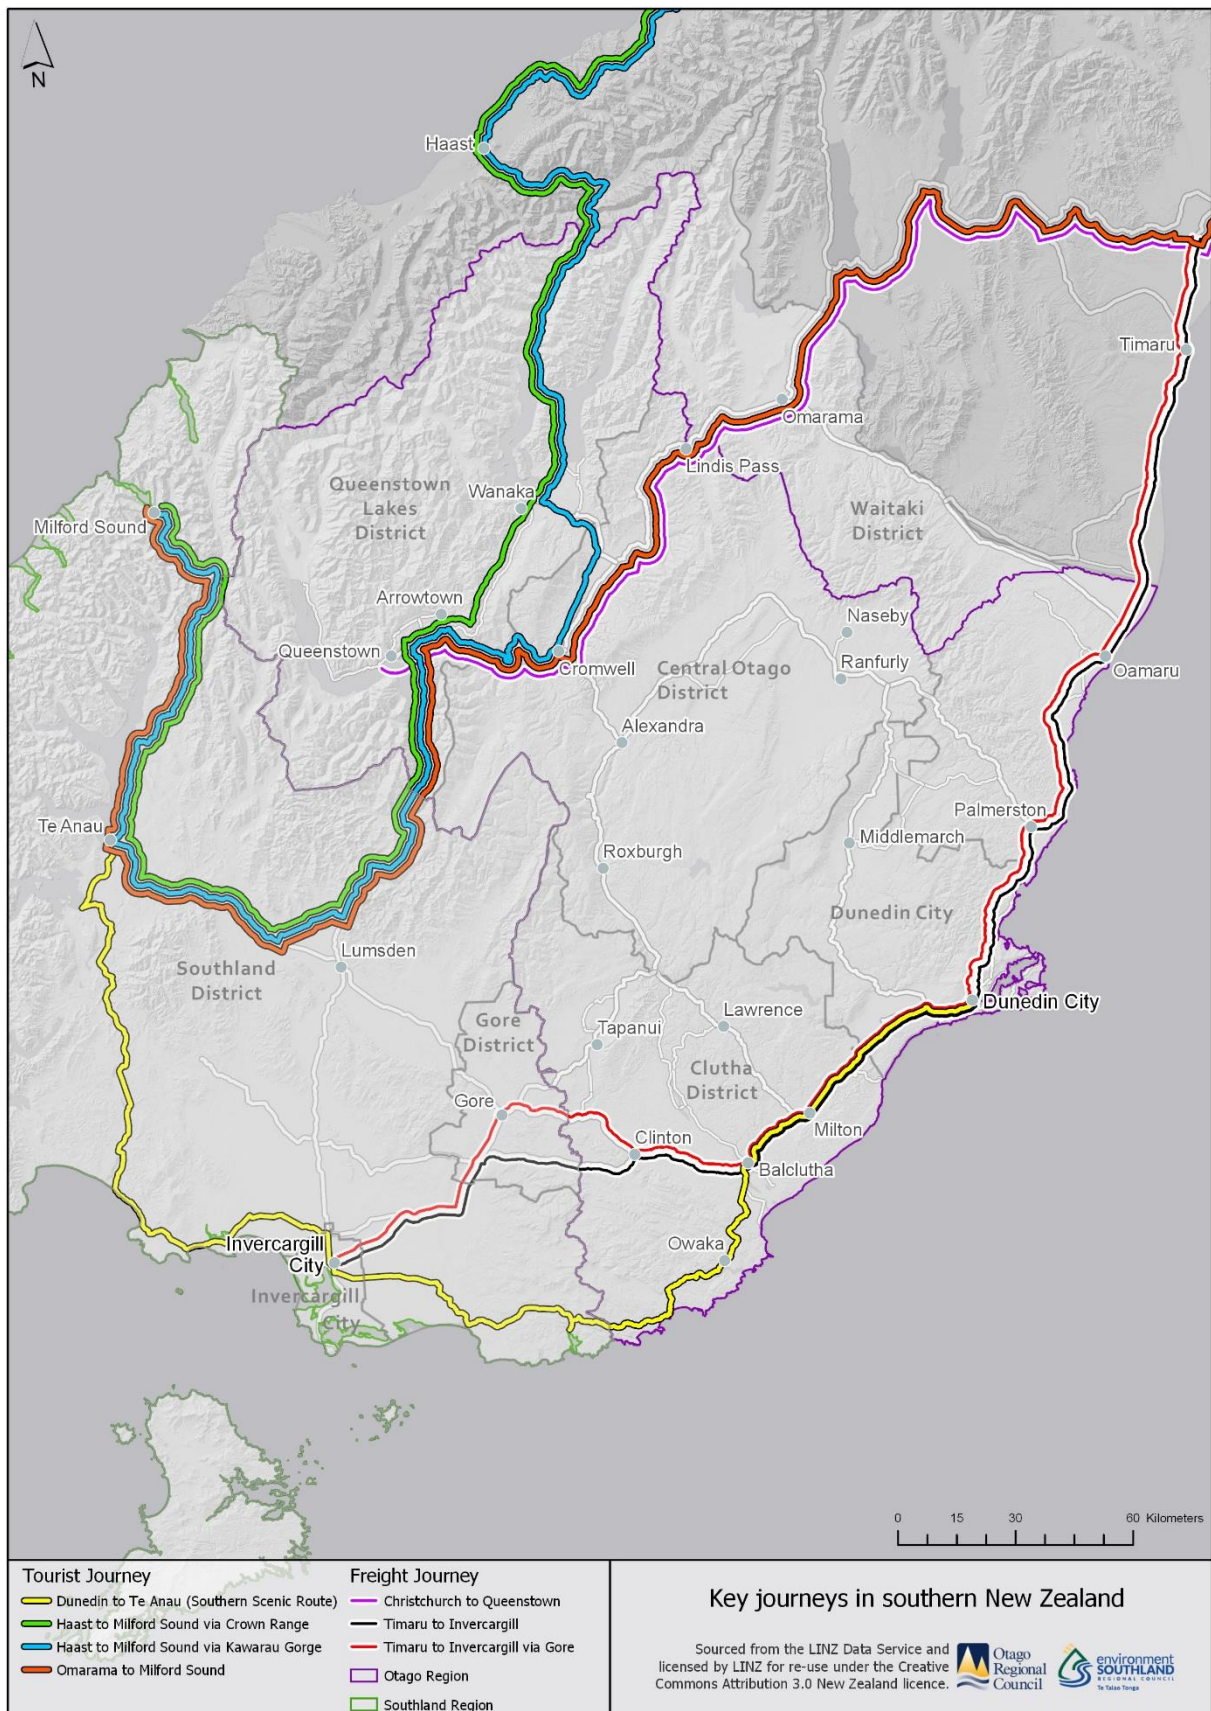 N
Haast
Timaru
Omarama
Lindis Pass
Queenstown
Lakes
District
Wanaka
Waitaki
District
Milford Sound
Arrowtown
Naseby
Queenstown
Cromwell
Central Otago
District
Ranfurly
Oamaru
Alexandra
Palmerston
Te Anau
Middlemarch
Roxburgh
Dunedin City
Lumsden
Southland
District
Dunedin City
Gore
District
Tapanui
Lawrence
Clutha
District
Gore
Milton
Clinton
Balclutha
Owaka
Invercargill
City
Invercargill
City
0 15 30 60 Kilometers
Tourist Journey
Dunedin to Te Anau (Southern Scenic Route)
Haast to Milford Sound via Crown Range
Haast to Milford Sound via Kawarau Gorge
Omarama to Milford Sound
Freight Journey
Christchurch to Queenstown
Timaru to Invercargill
Timaru to Invercargill via Gore
Otago Region
Southland Region
Key journeys in southern New Zealand
Sourced from the LINZ Data Service and
licensed by LINZ for re-use under the Creative
Commons Attribution 3.0 New Zealand licence.
Otago
Regional
Council
environment
SOUTHLAND
REGIONAL COUNCIL
Te Taiao Tonga